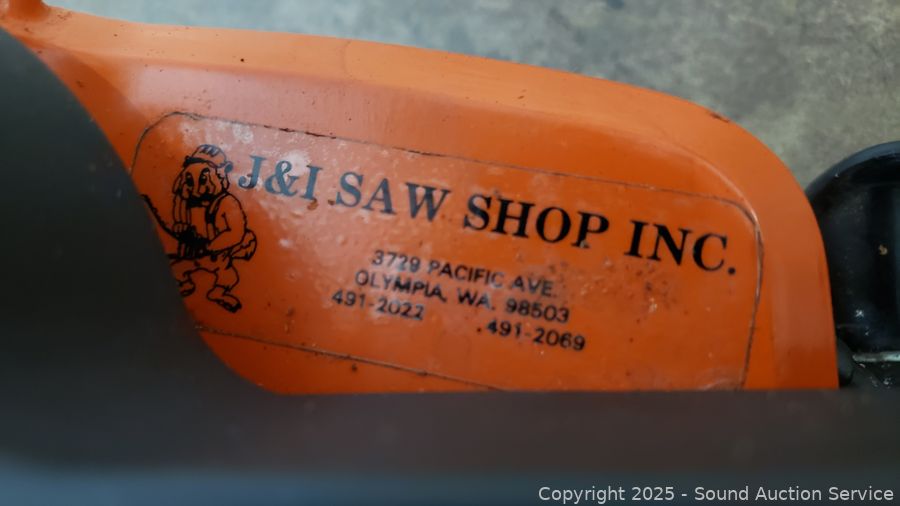 J&I SAW SHOP INC.
3729 PACIFIC AVE.
OLYMPIA, WA. 98503
491-2022 491-2069
Copyright 2025 - Sound Auction Service